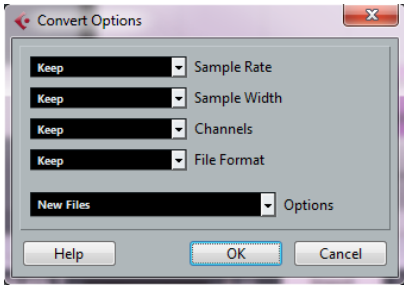 Convert Options
Keep Sample Rate
Keep Sample Width
Keep Channels
Keep File Format
New Files Options
Help OK Cancel